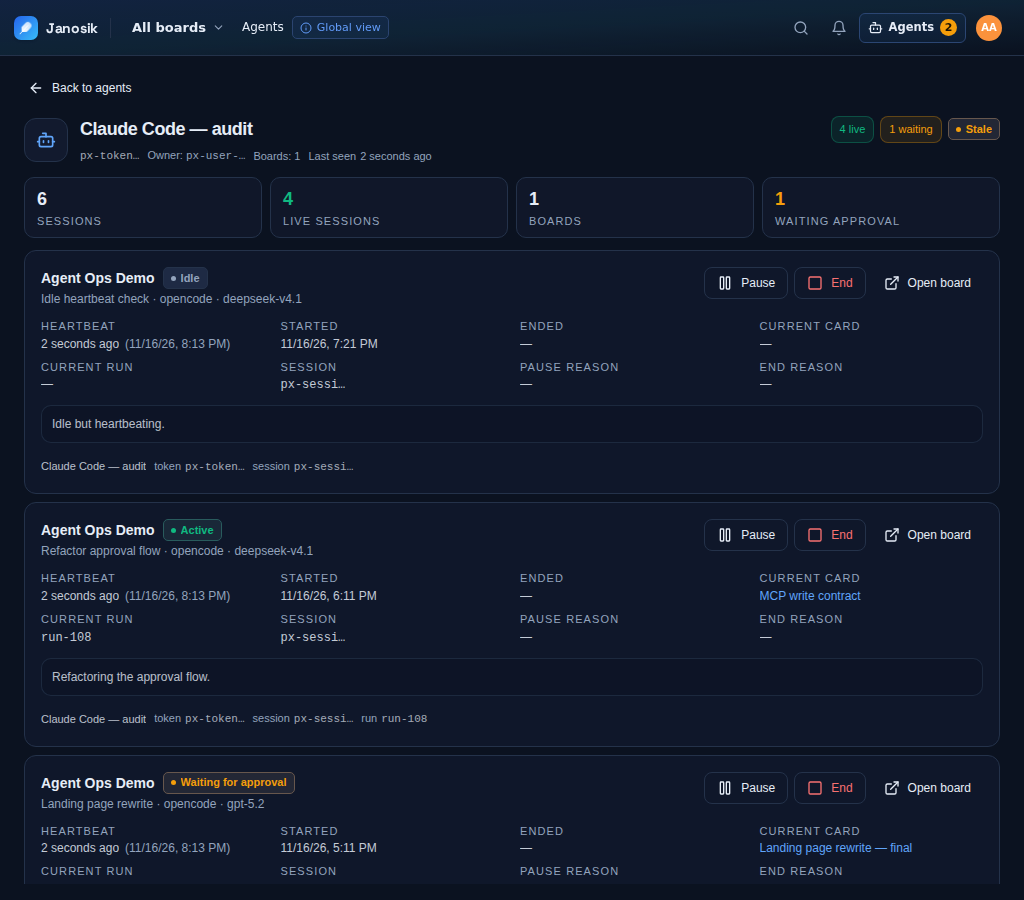 Janosik All boards Agents Global view Agents 2 AA
Back to agents
Claude Code — audit 4 live 1 waiting Stale
px-token… Owner: px-user-… Boards: 1 Last seen 2 seconds ago
6 4 1 1
SESSIONS LIVE SESSIONS BOARDS WAITING APPROVAL
Agent Ops Demo Idle Pause End Open board
Idle heartbeat check · opencode · deepseek-v4.1
HEARTBEAT STARTED ENDED CURRENT CARD
2 seconds ago (11/16/26, 8:13 PM) 11/16/26, 7:21 PM — —
CURRENT RUN SESSION PAUSE REASON END REASON
— px-sessi… — —
Idle but heartbeating.
Claude Code — audit token px-token… session px-sessi…
Agent Ops Demo Active Pause End Open board
Refactor approval flow · opencode · deepseek-v4.1
HEARTBEAT STARTED ENDED CURRENT CARD
2 seconds ago (11/16/26, 8:13 PM) 11/16/26, 6:11 PM — MCP write contract
CURRENT RUN SESSION PAUSE REASON END REASON
run-108 px-sessi… — —
Refactoring the approval flow.
Claude Code — audit token px-token… session px-sessi… run run-108
Agent Ops Demo Waiting for approval Pause End Open board
Landing page rewrite · opencode · gpt-5.2
HEARTBEAT STARTED ENDED CURRENT CARD
2 seconds ago (11/16/26, 8:13 PM) 11/16/26, 5:11 PM — Landing page rewrite — final
CURRENT RUN SESSION PAUSE REASON END REASON